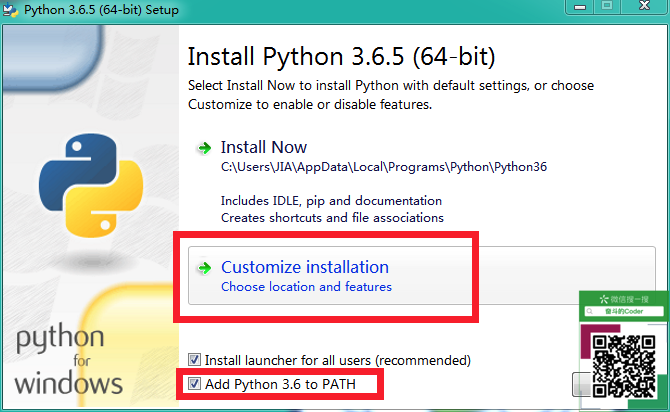 Python 3.6.5 (64-bit) Setup
Install Python 3.6.5 (64-bit)
Select Install Now to install Python with default settings, or choose
Customize to enable or disable features.
Install Now
C:\Users\JIA\AppData\Local\Programs\Python\Python36
Includes IDLE, pip and documentation
Creates shortcuts and file associations
Customize installation
Choose location and features
微信搜一搜
奋斗的Coder
python
for
windows
Install launcher for all users (recommended)
Add Python 3.6 to PATH